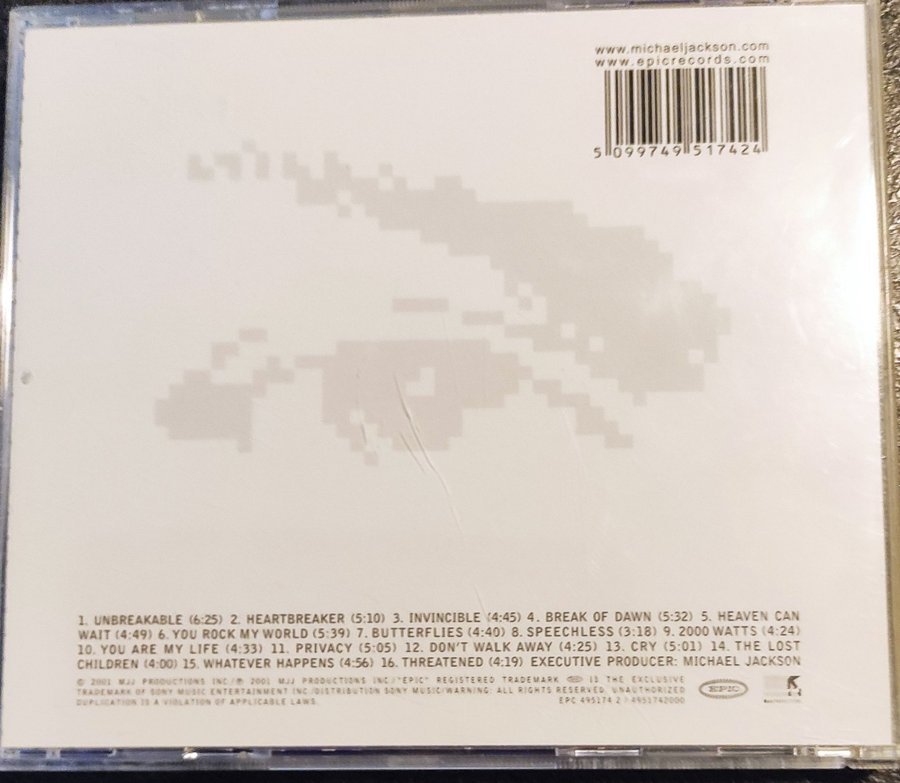 www.michaeljackson.com
www.epicrecords.com
5 099749 517424
1. UNBREAKABLE (6:25) 2. HEARTBREAKER (5:10) 3. INVINCIBLE (4:45) 4. BREAK OF DAWN (5:32) 5. HEAVEN CAN
WAIT (4:49) 6. YOU ROCK MY WORLD (5:39) 7. BUTTERFLIES (4:40) 8. SPEECHLESS (3:18) 9. 2000 WATTS (4:24)
10. YOU ARE MY LIFE (4:33) 11. PRIVACY (5:05) 12. DON'T WALK AWAY (4:25) 13. CRY (5:01) 14. THE LOST
CHILDREN (4:00) 15. WHATEVER HAPPENS (4:56) 16. THREATENED (4:19) EXECUTIVE PRODUCER: MICHAEL JACKSON
© 2001 MJJ PRODUCTIONS INC/℗ 2001 MJJ PRODUCTIONS INC/"EPIC" REGISTERED TRADEMARK IS THE EXCLUSIVE
TRADEMARK OF SONY MUSIC ENTERTAINMENT INC/DISTRIBUTION SONY MUSIC/WARNING: ALL RIGHTS RESERVED. UNAUTHORIZED
DUPLICATION IS A VIOLATION OF APPLICABLE LAWS. EPC 495174 2 / 4951742000
EPIC